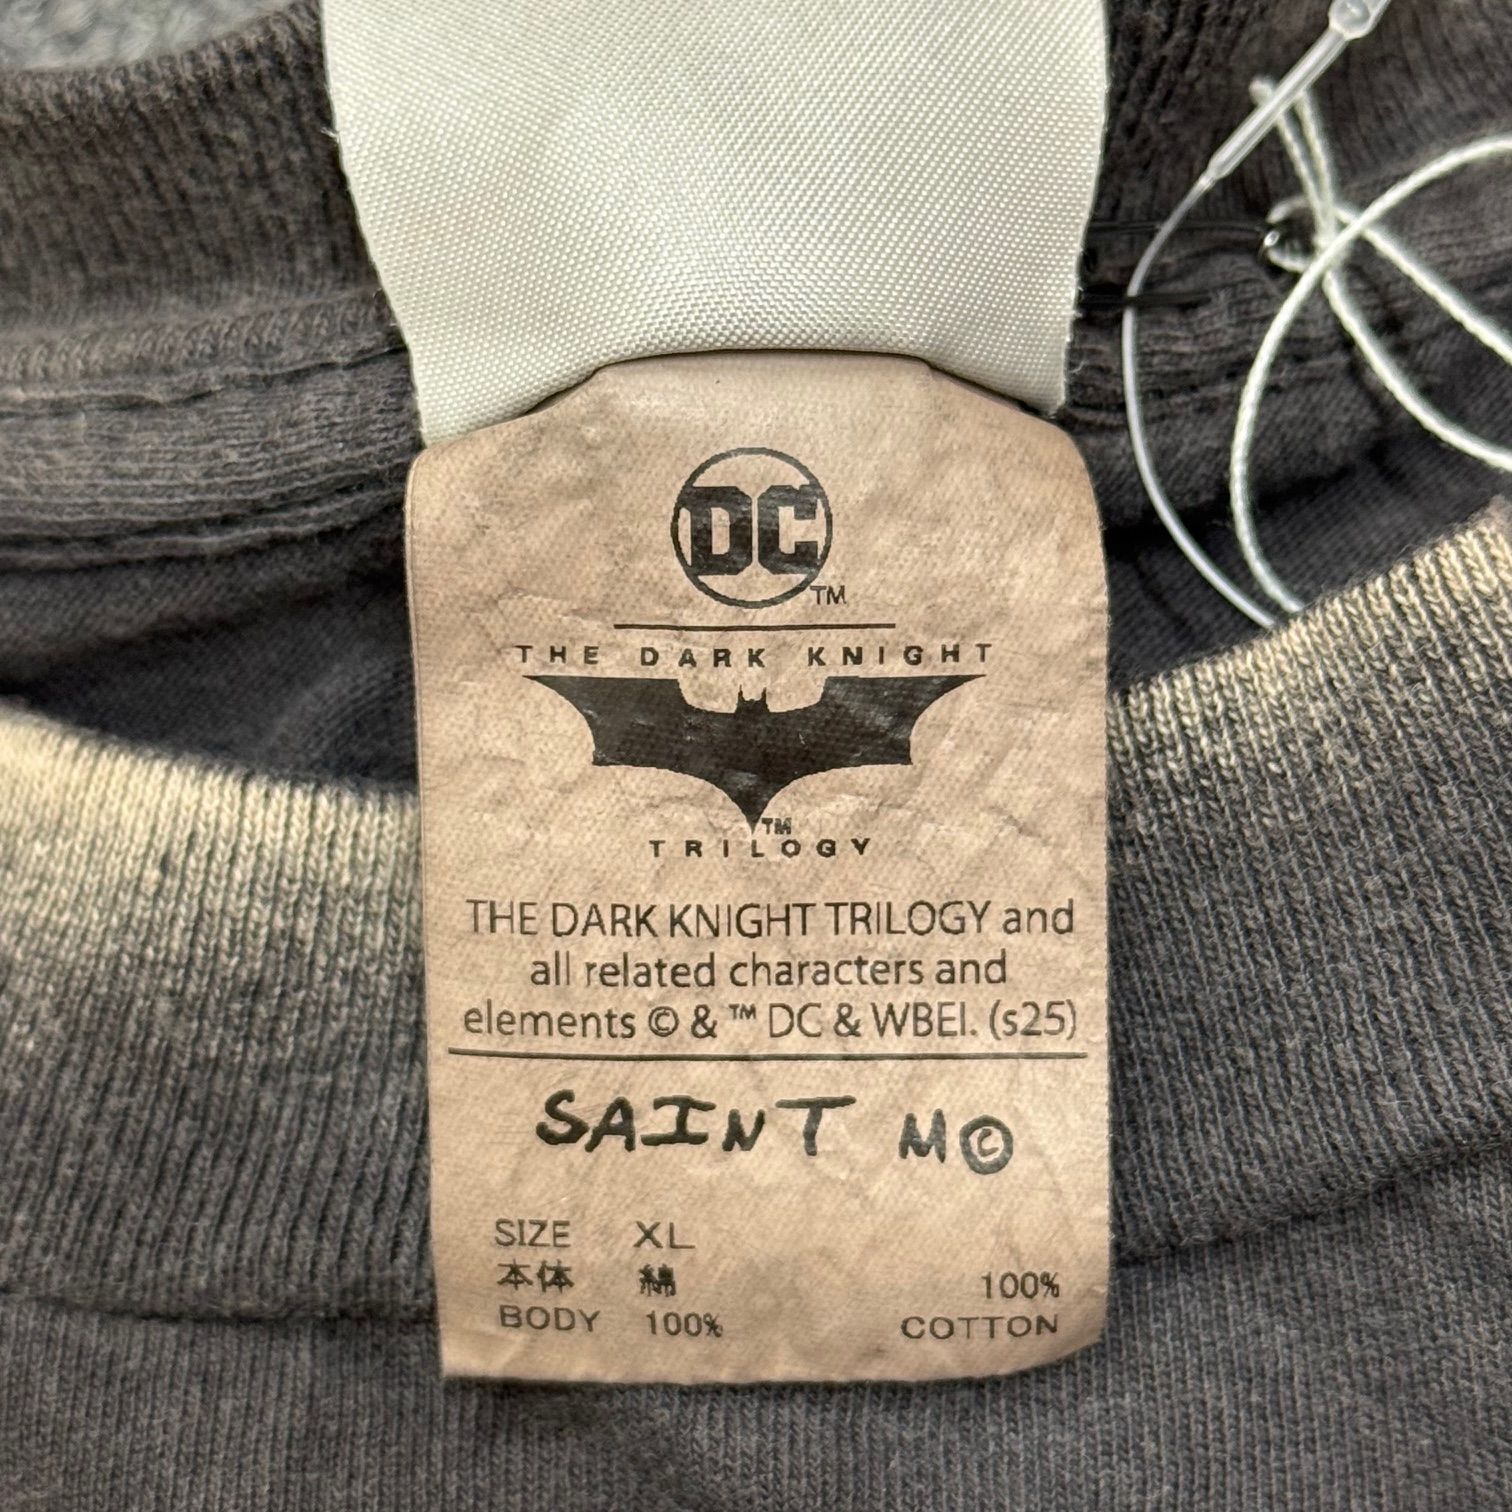 DC
TM
THE DARK KNIGHT
TM
TRILOGY
THE DARK KNIGHT TRILOGY and
all related characters and
elements © & ™ DC & WBEI. (s25)
SAINT M©
SIZE XL
本体 綿 100%
BODY 100% COTTON